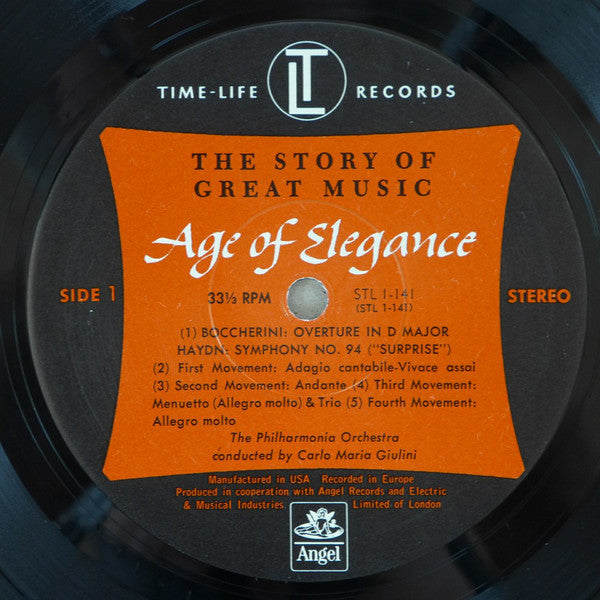 TIME-LIFE LT RECORDS
THE STORY OF
GREAT MUSIC
Age of Elegance
SIDE 1 33⅓ RPM STL 1-141 STEREO
(STL 1-141)
(1) BOCCHERINI: OVERTURE IN D MAJOR
HAYDN: SYMPHONY NO. 94 ("SURPRISE")
(2) First Movement: Adagio cantabile-Vivace assai
(3) Second Movement: Andante (4) Third Movement:
Menuetto (Allegro molto) & Trio (5) Fourth Movement:
Allegro molto
The Philharmonia Orchestra
conducted by Carlo Maria Giulini
Manufactured in USA Recorded in Europe
Produced in cooperation with Angel Records and Electric
& Musical Industries. Limited of London
Angel